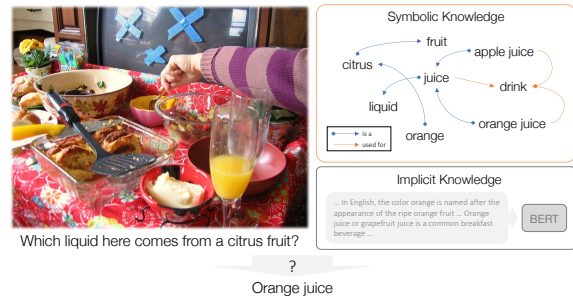 Symbolic Knowledge
fruit
apple juice
citrus
juice
drink
liquid
orange
orange juice
is a
used for
Implicit Knowledge
... In English, the color orange is named after the
appearance of the ripe orange fruit ... Orange
juice or grapefruit juice is a common breakfast
beverage ...
BERT
Which liquid here comes from a citrus fruit?
?
Orange juice